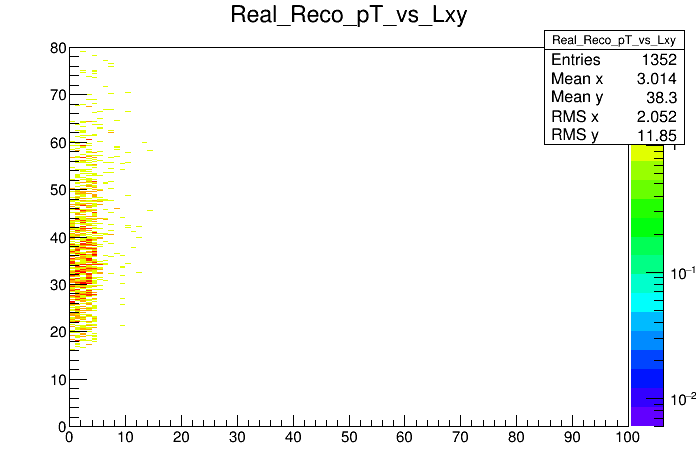 Real_Reco_pT_vs_Lxy
Real_Reco_pT_vs_Lxy
Entries 1352
Mean x 3.014
Mean y 38.3
RMS x 2.052
RMS y 11.85
80
70
60
50
40
30
20
10
0
0 10 20 30 40 50 60 70 80 90 100
10⁻¹
10⁻²